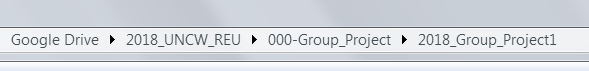 Google Drive ▶ 2018_UNCW_REU ▶ 000-Group_Project ▶ 2018_Group_Project1